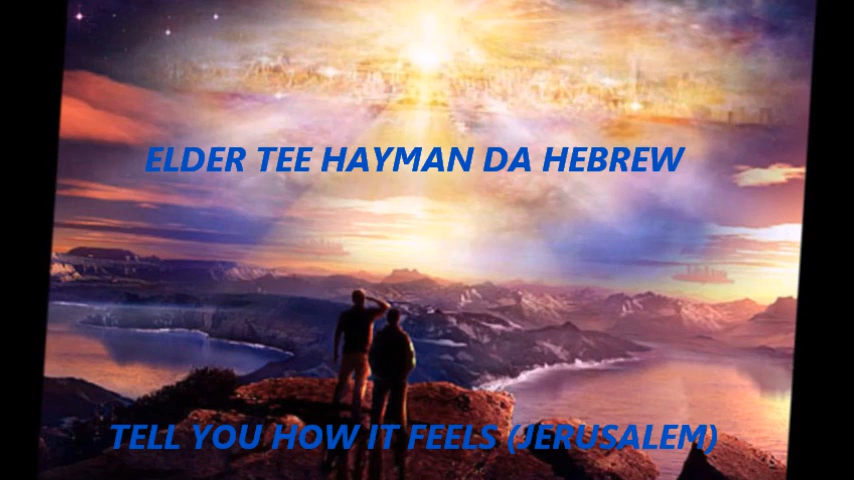 ELDER TEE HAYMAN DA HEBREW
TELL YOU HOW IT FEELS (JERUSALEM)